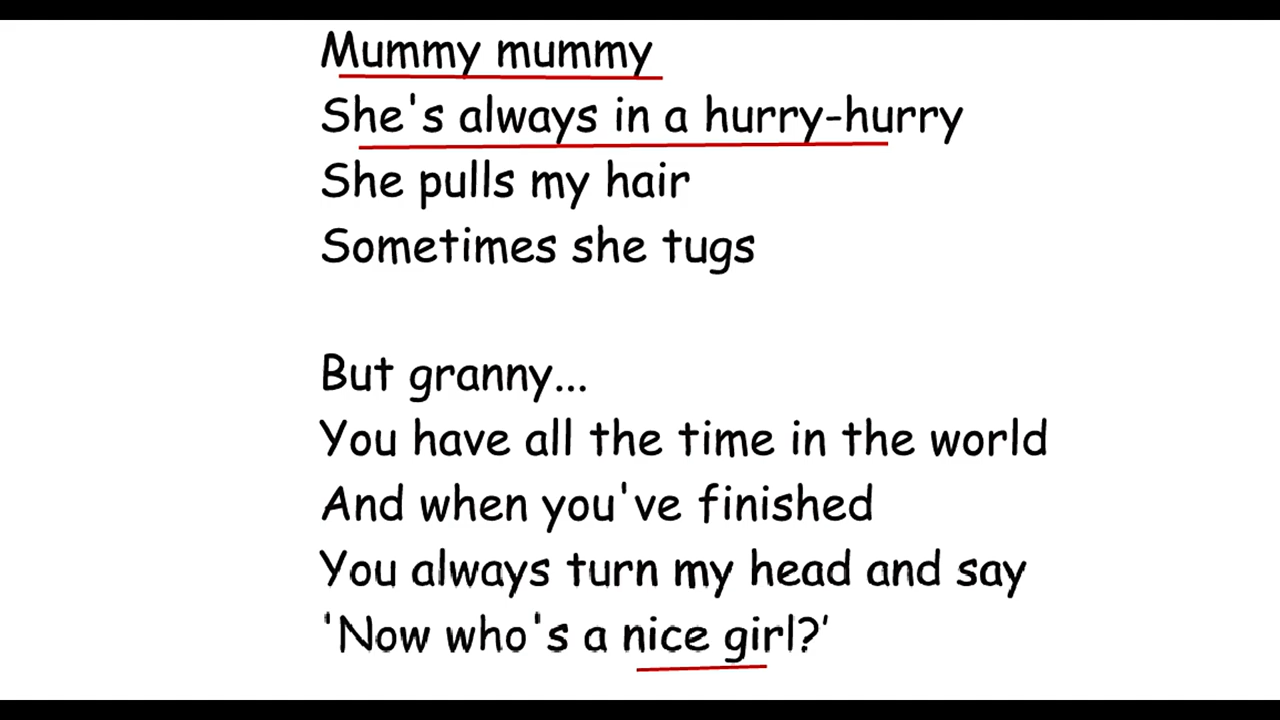 Mummy mummy
She's always in a hurry-hurry
She pulls my hair
Sometimes she tugs
But granny...
You have all the time in the world
And when you've finished
You always turn my head and say
'Now who's a nice girl?’